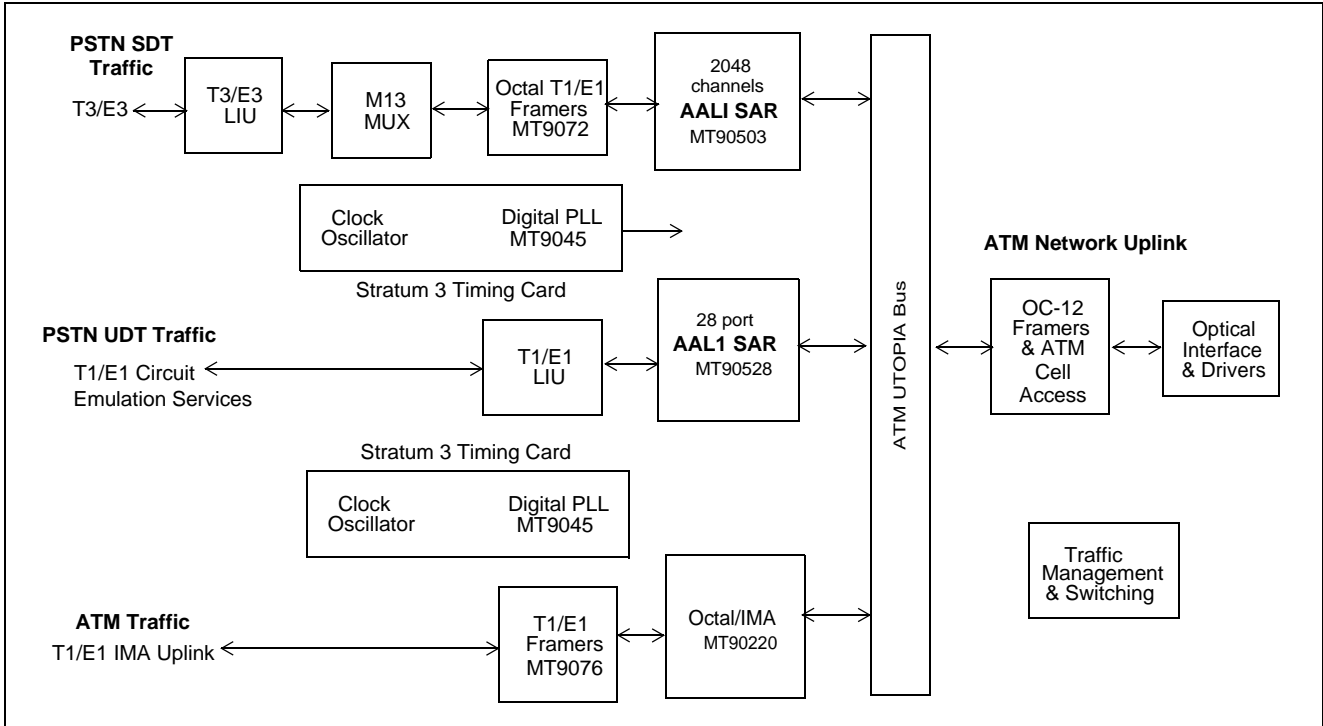 PSTN SDT
Traffic
T3/E3
T3/E3
LIU
M13
MUX
Octal T1/E1
Framers
MT9072
2048
channels
AALI SAR
MT90503
Clock
Oscillator
Digital PLL
MT9045
Stratum 3 Timing Card
PSTN UDT Traffic
T1/E1 Circuit
Emulation Services
T1/E1
LIU
28 port
AAL1 SAR
MT90528
Stratum 3 Timing Card
Clock
Oscillator
Digital PLL
MT9045
ATM Traffic
T1/E1 IMA Uplink
T1/E1
Framers
MT9076
Octal/IMA
MT90220
ATM UTOPIA Bus
ATM Network Uplink
OC-12
Framers
& ATM
Cell
Access
Optical
Interface
& Drivers
Traffic
Management
& Switching